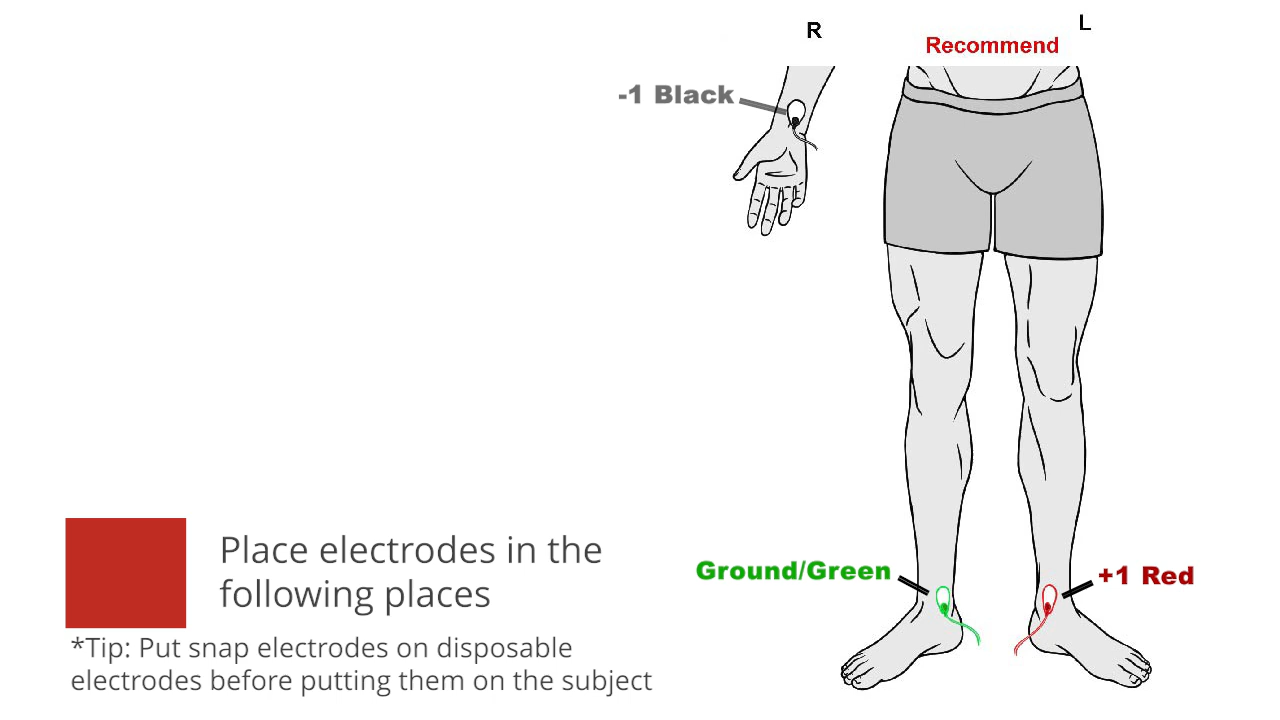 R
L
Recommend
-1 Black
Ground/Green
+1 Red
Place electrodes in the
following places
*Tip: Put snap electrodes on disposable
electrodes before putting them on the subject